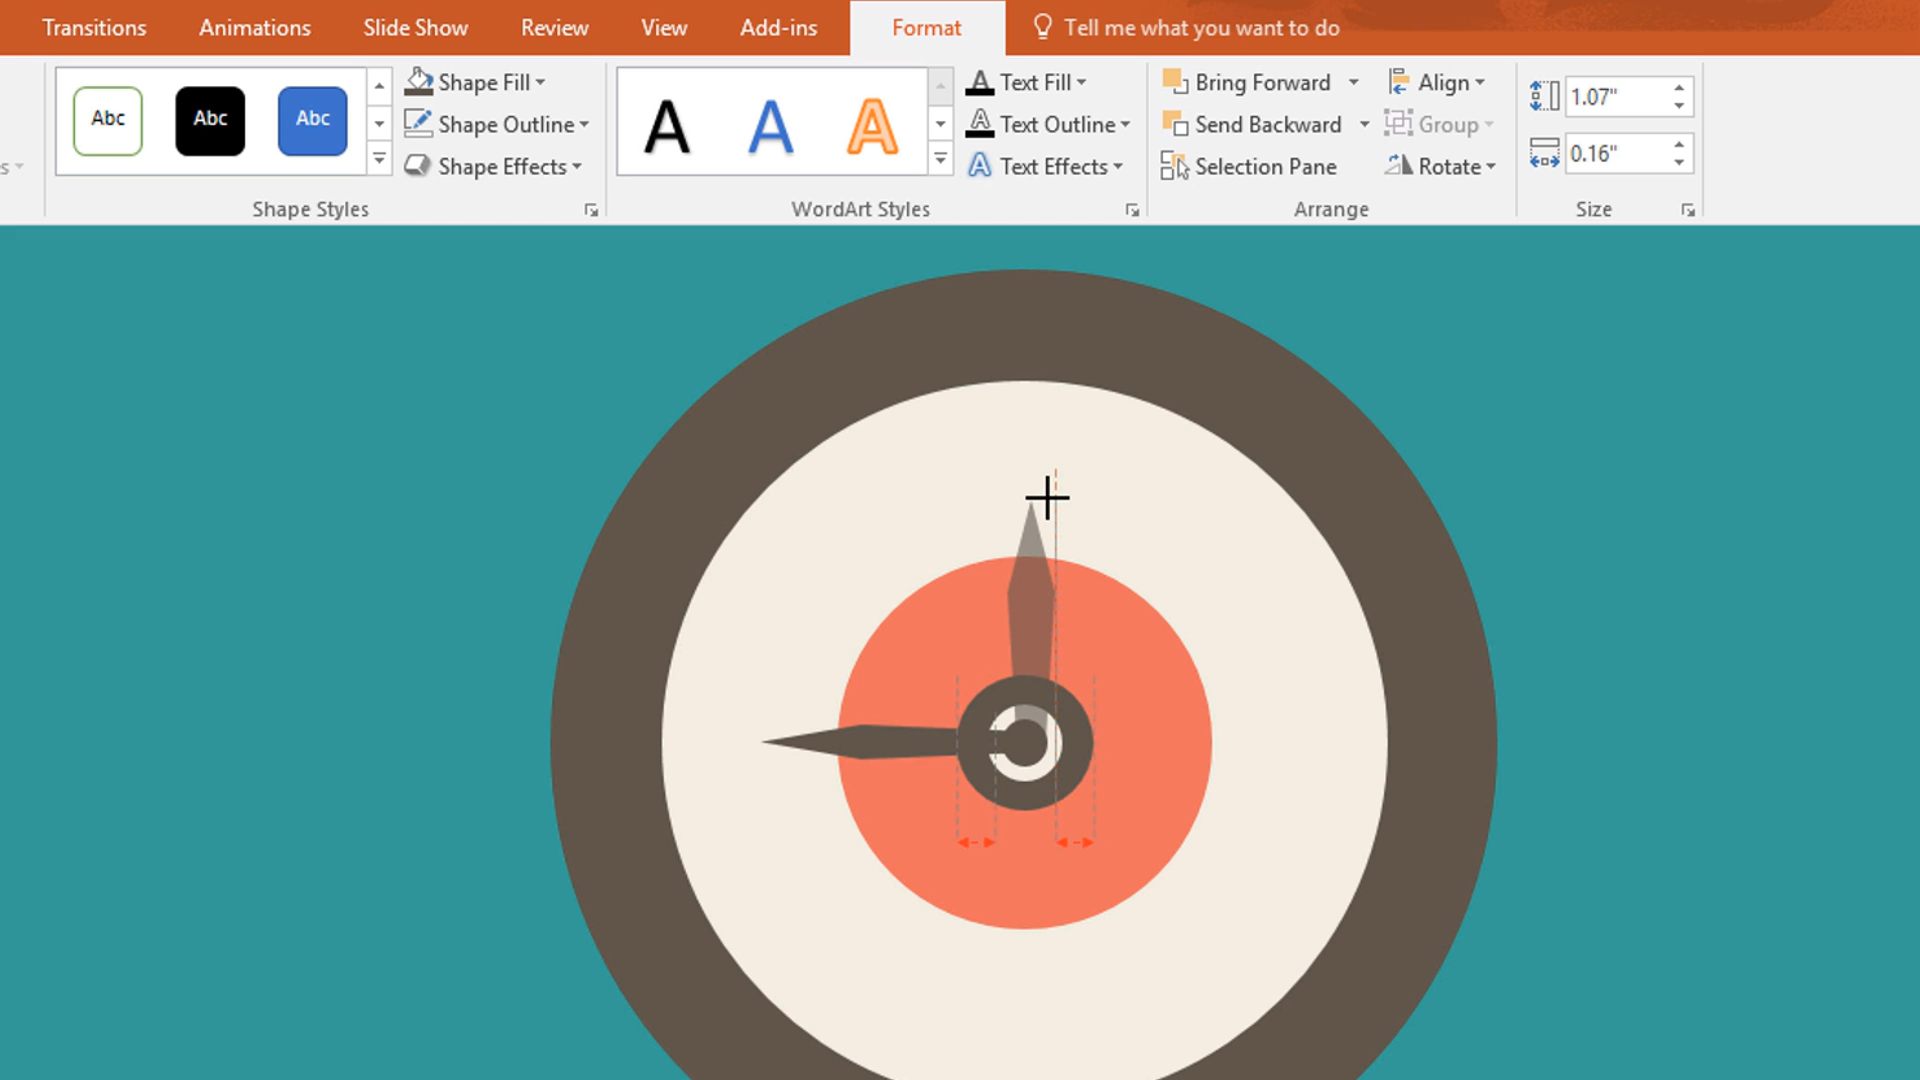 Transitions Animations Slide Show Review View Add-ins Format Tell me what you want to do
Abc Abc Abc Shape Fill A A A Text Fill Bring Forward Align 1.07"
Shape Outline Text Outline Send Backward Group 0.16"
Shape Effects Text Effects Selection Pane Rotate
Shape Styles WordArt Styles Arrange Size